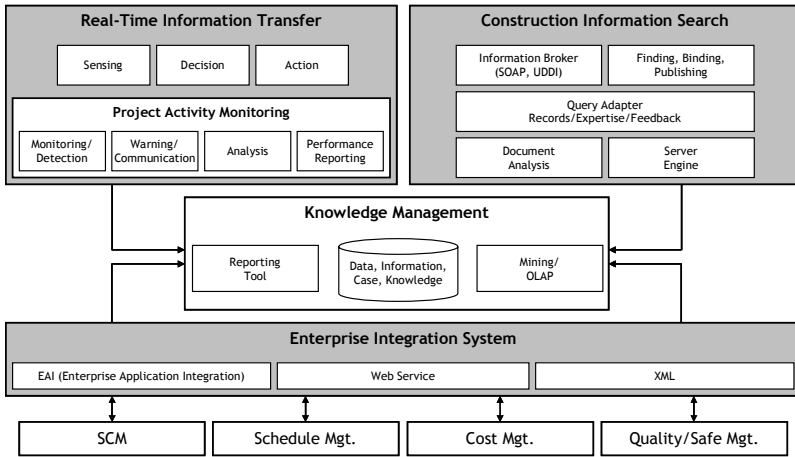 Real-Time Information Transfer
Sensing
Decision
Action
Project Activity Monitoring
Monitoring/
Detection
Warning/
Communication
Analysis
Performance
Reporting
Construction Information Search
Information Broker
(SOAP, UDDI)
Finding, Binding,
Publishing
Query Adapter
Records/Expertise/Feedback
Document
Analysis
Server
Engine
Knowledge Management
Reporting
Tool
Data, Information,
Case, Knowledge
Mining/
OLAP
Enterprise Integration System
EAI (Enterprise Application Integration)
Web Service
XML
SCM
Schedule Mgt.
Cost Mgt.
Quality/Safe Mgt.